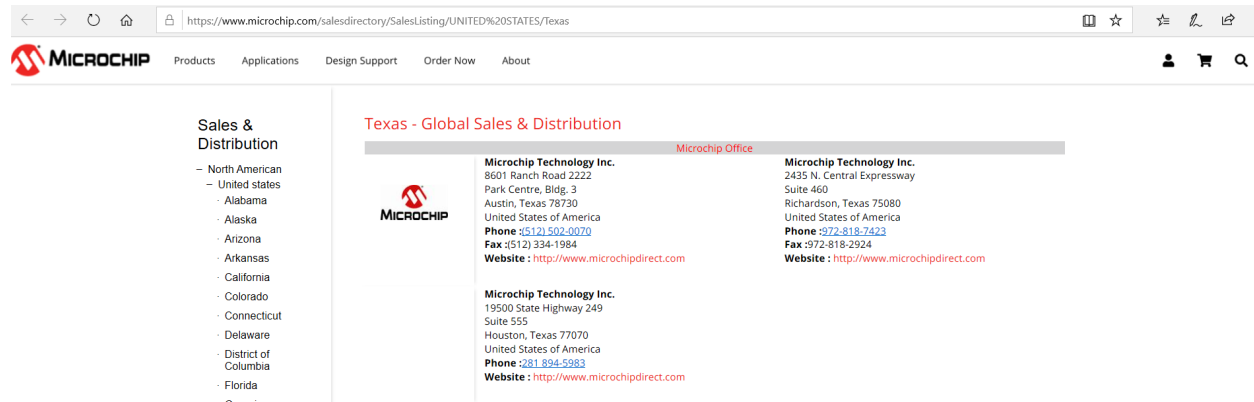 https://www.microchip.com/salesdirectory/SalesListing/UNITED%20STATES/Texas
MICROCHIP
Products Applications Design Support Order Now About
Sales &
Distribution
– North American
– United states
· Alabama
· Alaska
· Arizona
· Arkansas
· California
· Colorado
· Connecticut
· Delaware
· District of
Columbia
· Florida
Texas - Global Sales & Distribution
Microchip Office
MICROCHIP
Microchip Technology Inc.
8601 Ranch Road 2222
Park Centre, Bldg. 3
Austin, Texas 78730
United States of America
Phone :(512) 502-0070
Fax :(512) 334-1984
Website : http://www.microchipdirect.com
Microchip Technology Inc.
2435 N. Central Expressway
Suite 460
Richardson, Texas 75080
United States of America
Phone :972-818-7423
Fax :972-818-2924
Website : http://www.microchipdirect.com
Microchip Technology Inc.
19500 State Highway 249
Suite 555
Houston, Texas 77070
United States of America
Phone :281 894-5983
Website : http://www.microchipdirect.com